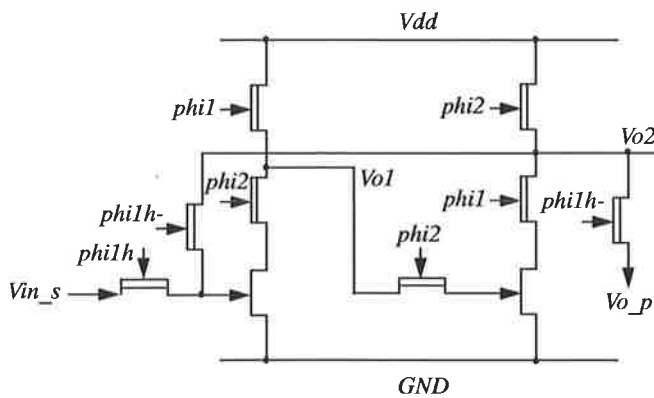 Vdd
phi1
phi2
Vo2
phi2
Vo1
phi1
phi1h-
phi1h-
phi1h
phi2
Vin_s
Vo_p
GND